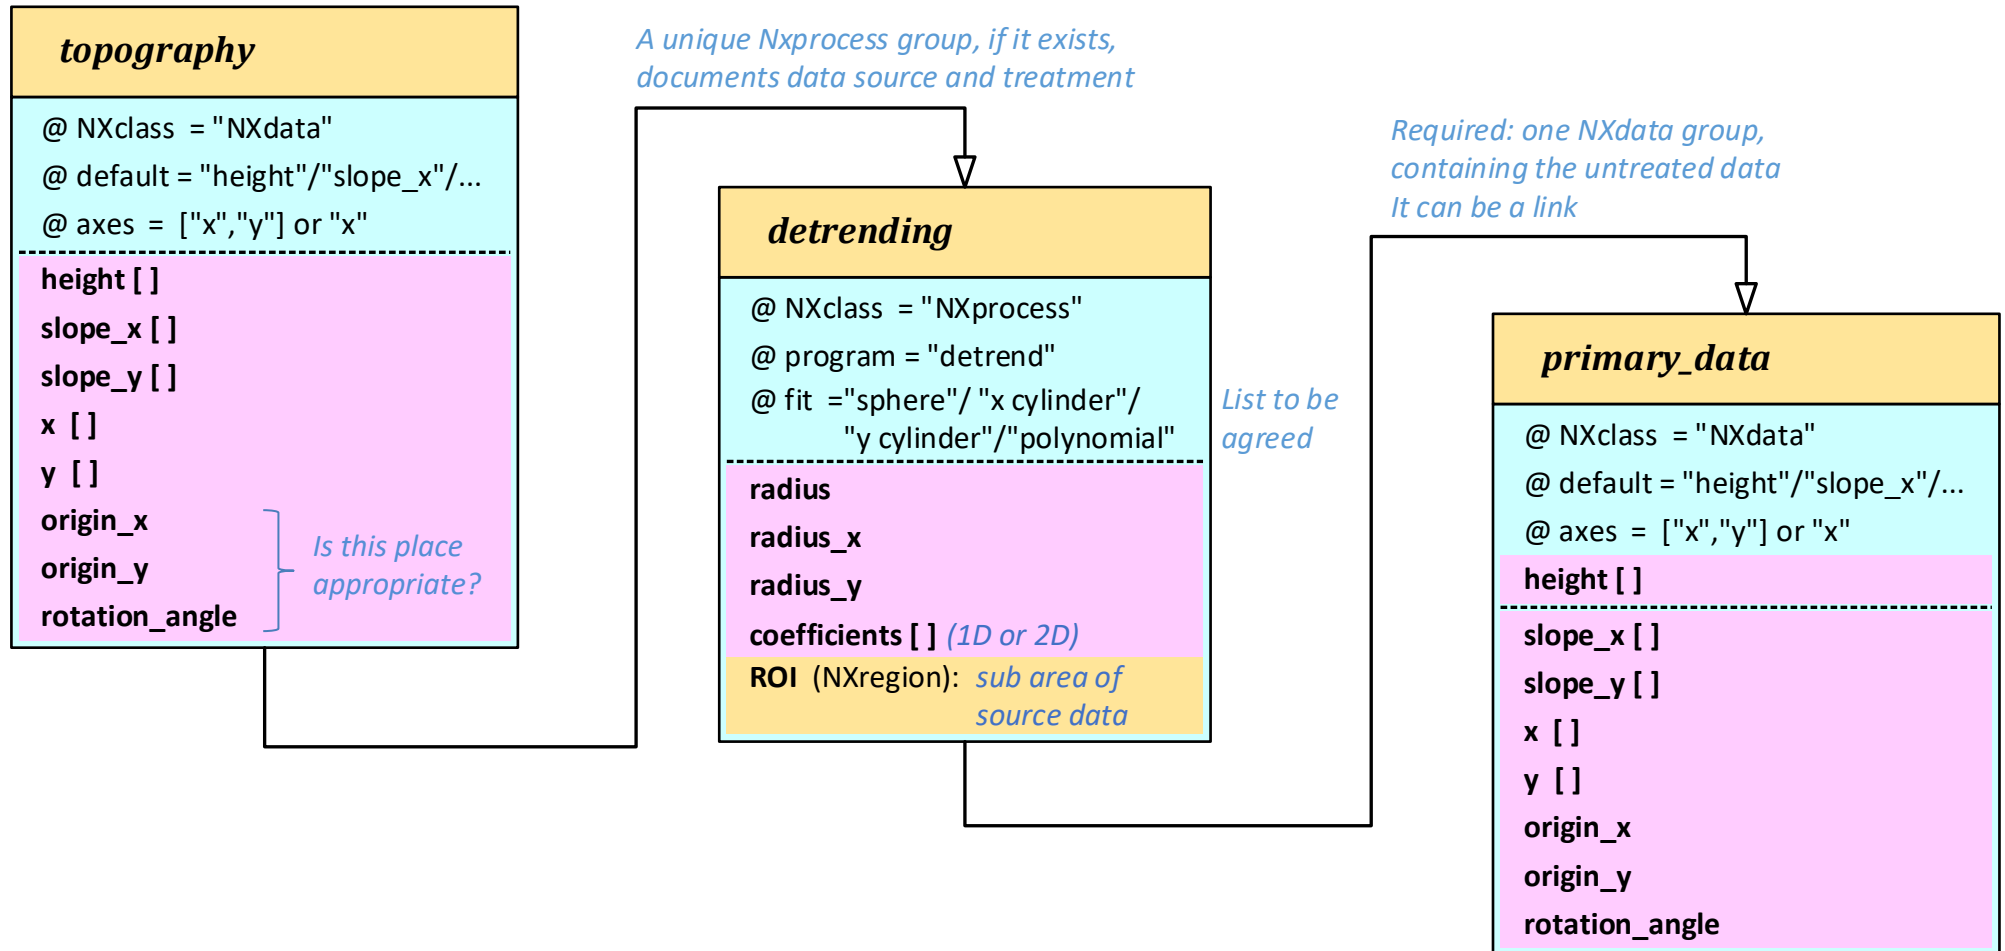 topography
@ NXclass = "NXdata"
@ default = "height"/"slope_x"/...
@ axes = ["x","y"] or "x"
height [ ]
slope_x [ ]
slope_y [ ]
x [ ]
y [ ]
origin_x
origin_y
rotation_angle
Is this place
appropriate?
A unique Nxprocess group, if it exists,
documents data source and treatment
detrending
@ NXclass = "NXprocess"
@ program = "detrend"
@ fit ="sphere"/ "x cylinder"/
"y cylinder"/"polynomial"
List to be
agreed
radius
radius_x
radius_y
coefficients [ ] (1D or 2D)
ROI (NXregion): sub area of
source data
Required: one NXdata group,
containing the untreated data
It can be a link
primary_data
@ NXclass = "NXdata"
@ default = "height"/"slope_x"/...
@ axes = ["x","y"] or "x"
height [ ]
slope_x [ ]
slope_y [ ]
x [ ]
y [ ]
origin_x
origin_y
rotation_angle